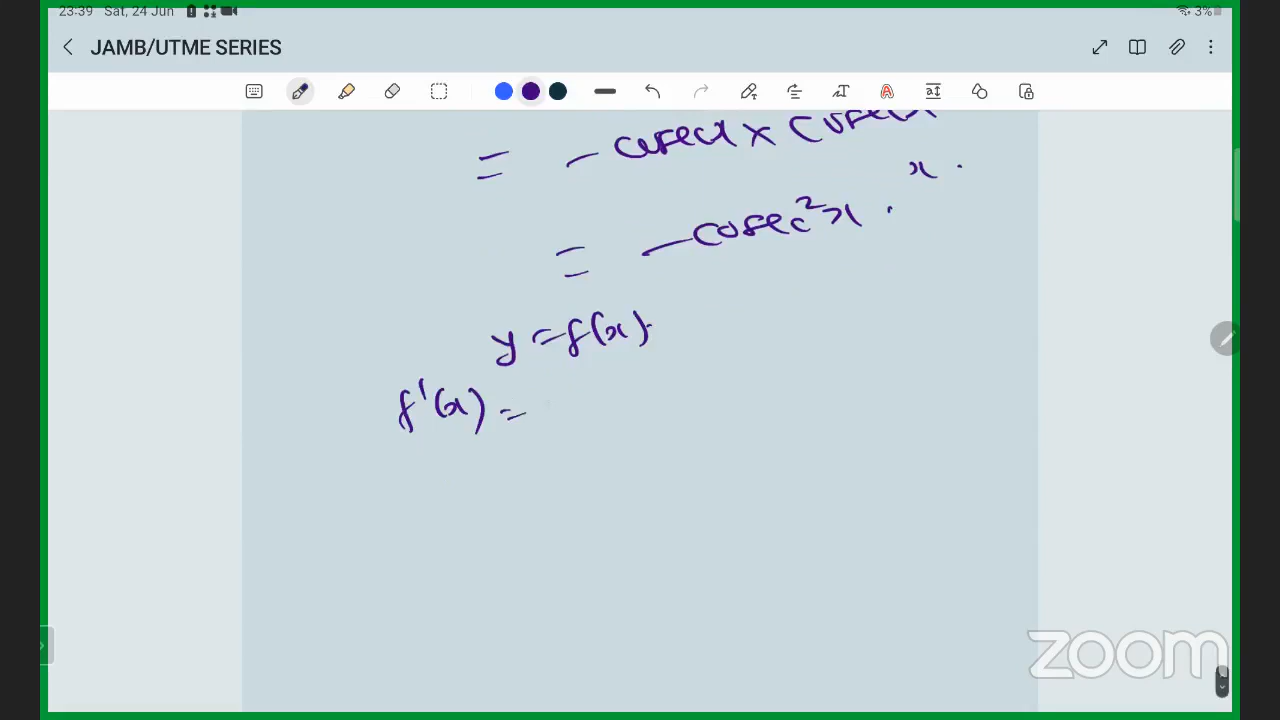 23:39 Sat, 24 Jun
3%
JAMB/UTME SERIES
= - cosecx x cosecx
x .
= - cosec²x .
y = f(x).
f'(x) =
zoom